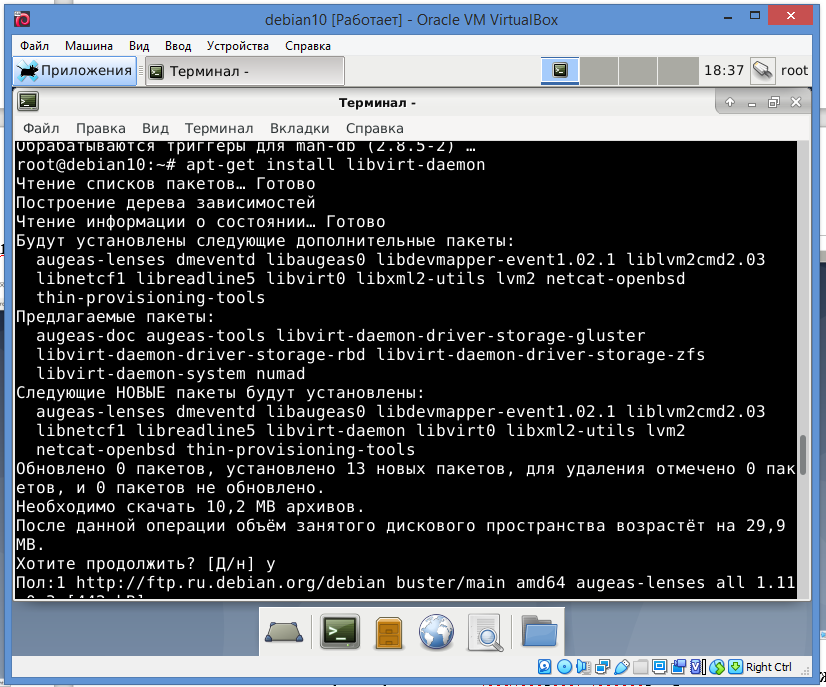 debian10 [Работает] - Oracle VM VirtualBox
Файл Машина Вид Ввод Устройства Справка
Приложения Терминал - 18:37 root
Терминал -
Файл Правка Вид Терминал Вкладки Справка
Обрабатываются триггеры для man-db (2.8.5-2) …
root@debian10:~# apt-get install libvirt-daemon
Чтение списков пакетов… Готово
Построение дерева зависимостей
Чтение информации о состоянии… Готово
Будут установлены следующие дополнительные пакеты:
augeas-lenses dmeventd libaugeas0 libdevmapper-event1.02.1 liblvm2cmd2.03
libnetcf1 libreadline5 libvirt0 libxml2-utils lvm2 netcat-openbsd
thin-provisioning-tools
Предлагаемые пакеты:
augeas-doc augeas-tools libvirt-daemon-driver-storage-gluster
libvirt-daemon-driver-storage-rbd libvirt-daemon-driver-storage-zfs
libvirt-daemon-system numad
Следующие НОВЫЕ пакеты будут установлены:
augeas-lenses dmeventd libaugeas0 libdevmapper-event1.02.1 liblvm2cmd2.03
libnetcf1 libreadline5 libvirt-daemon libvirt0 libxml2-utils lvm2
netcat-openbsd thin-provisioning-tools
Обновлено 0 пакетов, установлено 13 новых пакетов, для удаления отмечено 0 пак
етов, и 0 пакетов не обновлено.
Необходимо скачать 10,2 MB архивов.
После данной операции объём занятого дискового пространства возрастёт на 29,9
MB.
Хотите продолжить? [Д/н] y
Пол:1 http://ftp.ru.debian.org/debian buster/main amd64 augeas-lenses all 1.11
Right Ctrl